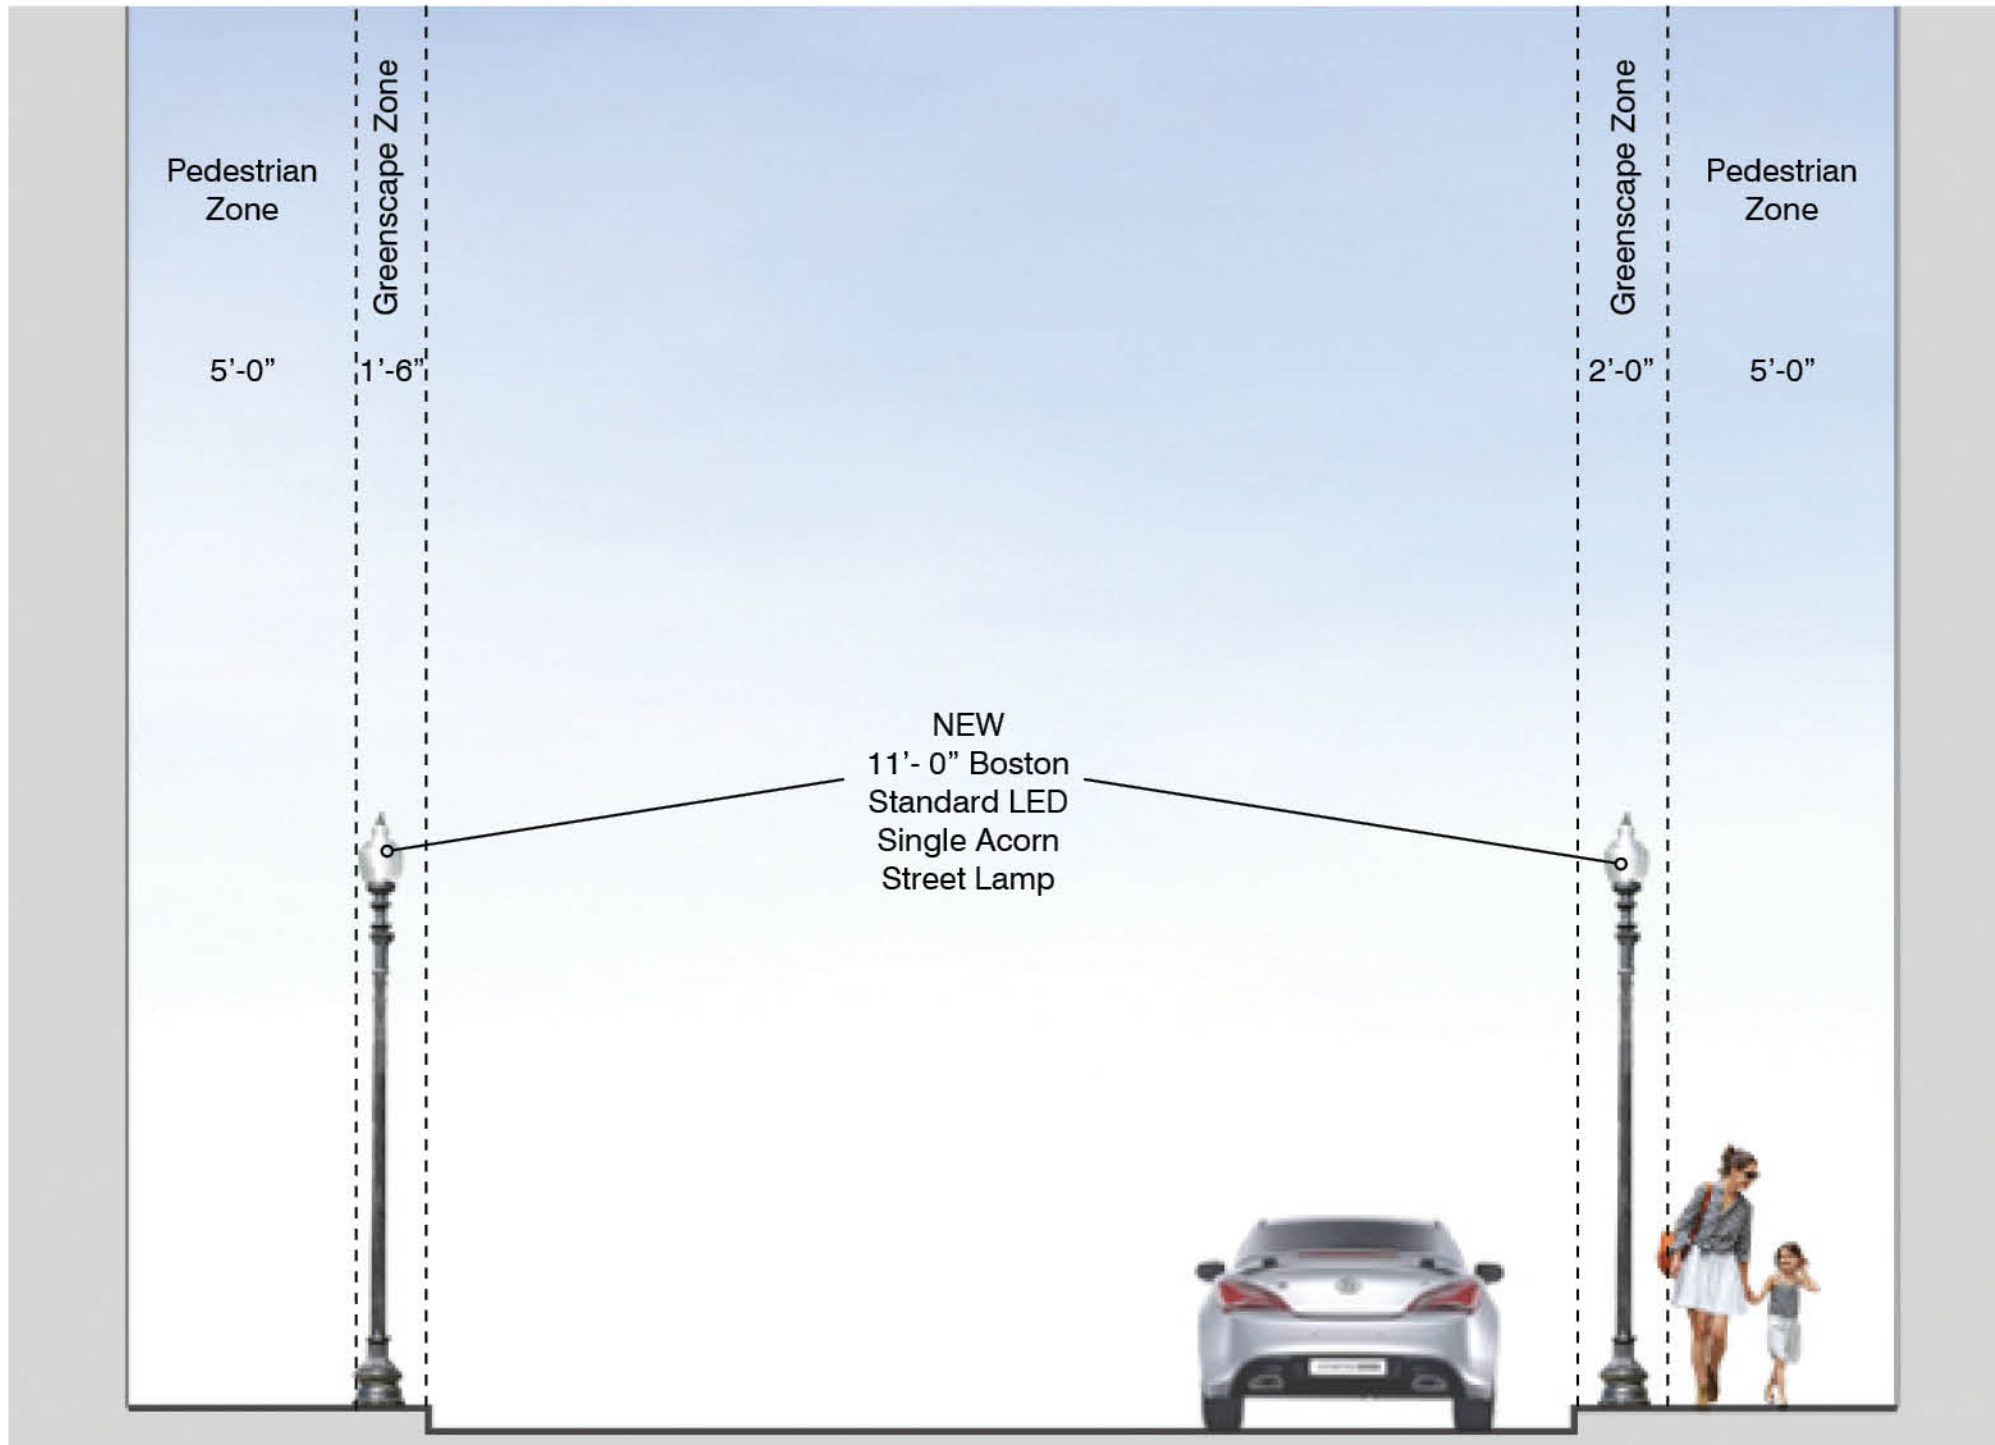 Pedestrian
Zone
Greenscape Zone
5’-0”
1’-6”
Greenscape Zone
Pedestrian
Zone
2’-0”
5’-0”
NEW
11’- 0” Boston
Standard LED
Single Acorn
Street Lamp